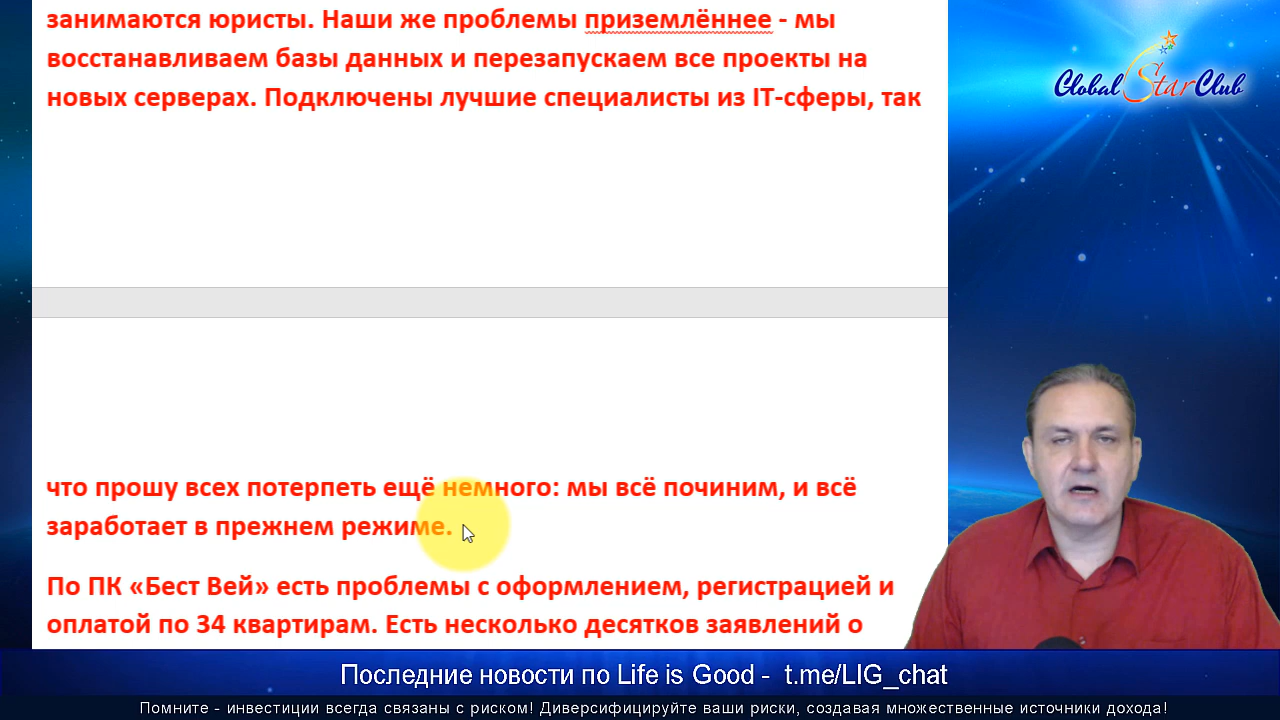 занимаются юристы. Наши же проблемы приземлённее - мы
восстанавливаем базы данных и перезапускаем все проекты на
новых серверах. Подключены лучшие специалисты из IT-сферы, так
Global Star Club
что прошу всех потерпеть ещё немного: мы всё починим, и всё
заработает в прежнем режиме.
По ПК «Бест Вей» есть проблемы с оформлением, регистрацией и
оплатой по 34 квартирам. Есть несколько десятков заявлений о
Последние новости по Life is Good - t.me/LIG_chat
Помните - инвестиции всегда связаны с риском! Диверсифицируйте ваши риски, создавая множественные источники дохода!